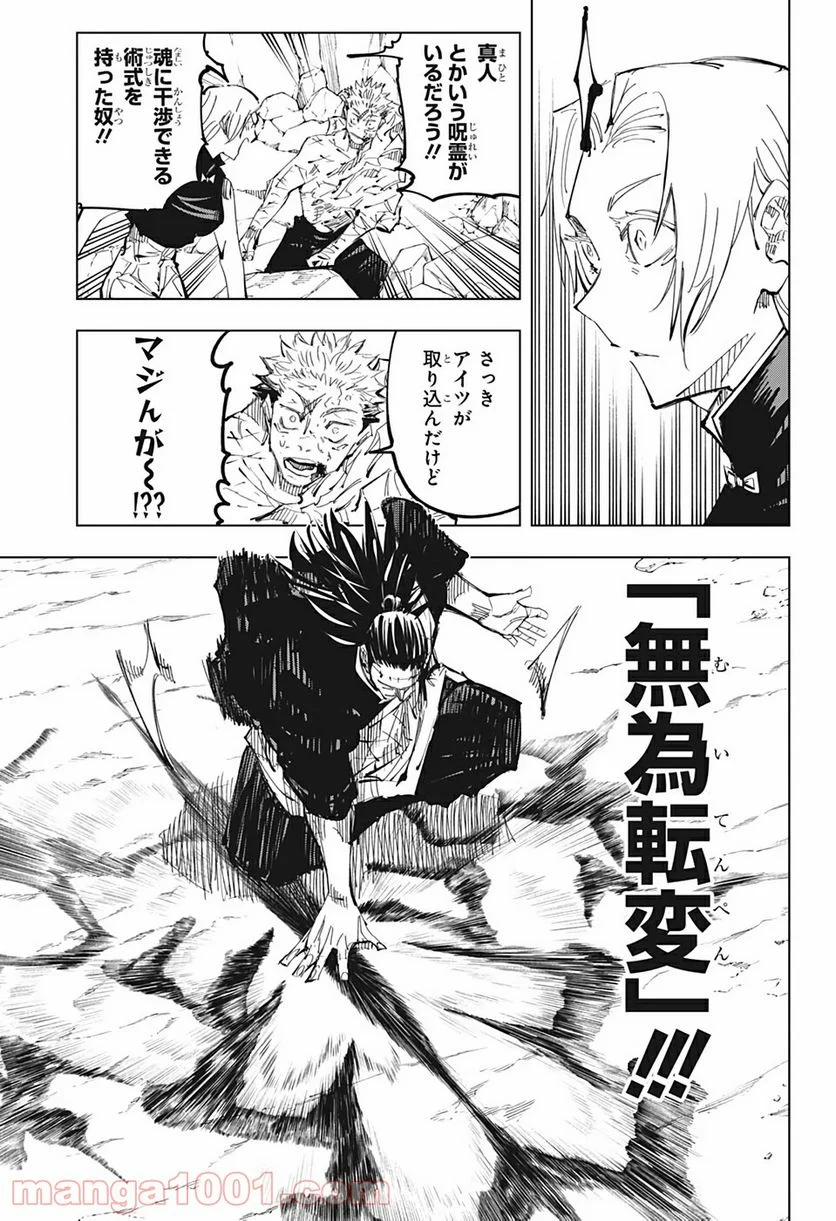 真人
とかいう呪霊が
いるだろう!!
魂に干渉できる
術式を
持った奴!!
さっき
アイツが
取り込んだけど
マジんが〜!??
「無為転変」!!!
manga1001.com